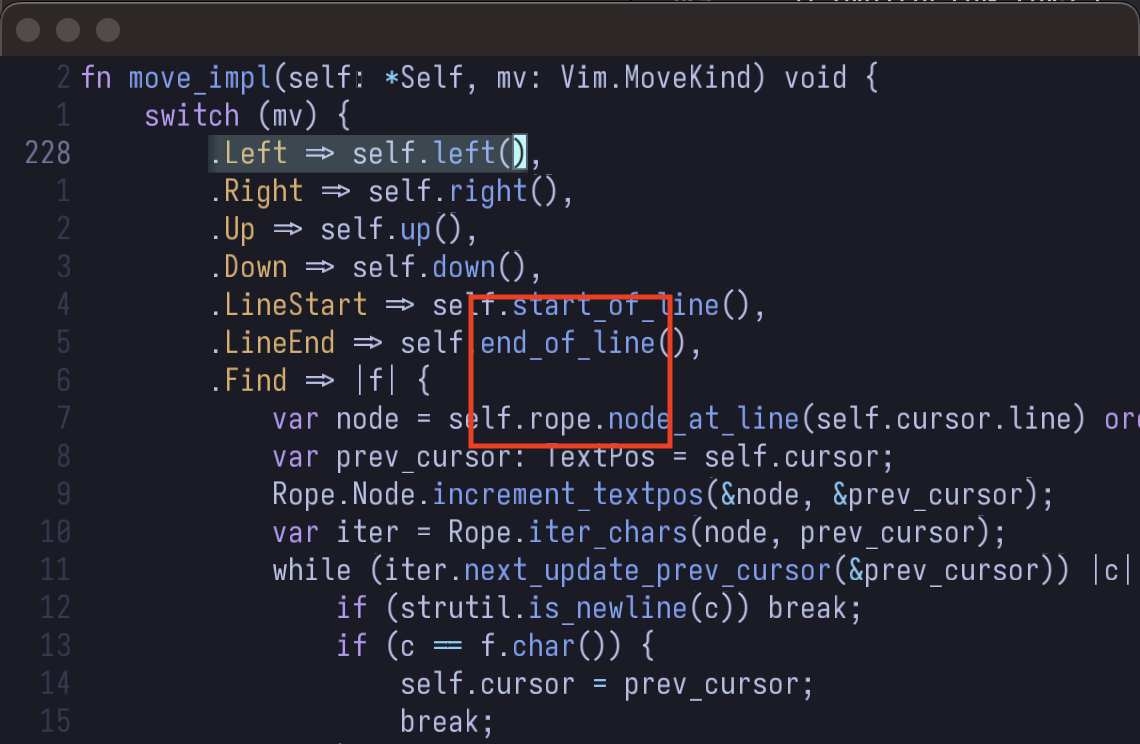 2 fn move_impl(self: *Self, mv: Vim.MoveKind) void {
1 switch (mv) {
228 .Left => self.left(),
1 .Right => self.right(),
2 .Up => self.up(),
3 .Down => self.down(),
4 .LineStart => self.start_of_line(),
5 .LineEnd => self.end_of_line(),
6 .Find => |f| {
7 var node = self.rope.node_at_line(self.cursor.line) ore
8 var prev_cursor: TextPos = self.cursor;
9 Rope.Node.increment_textpos(&node, &prev_cursor);
10 var iter = Rope.iter_chars(node, prev_cursor);
11 while (iter.next_update_prev_cursor(&prev_cursor)) |c|
12 if (strutil.is_newline(c)) break;
13 if (c == f.char()) {
14 self.cursor = prev_cursor;
15 break;